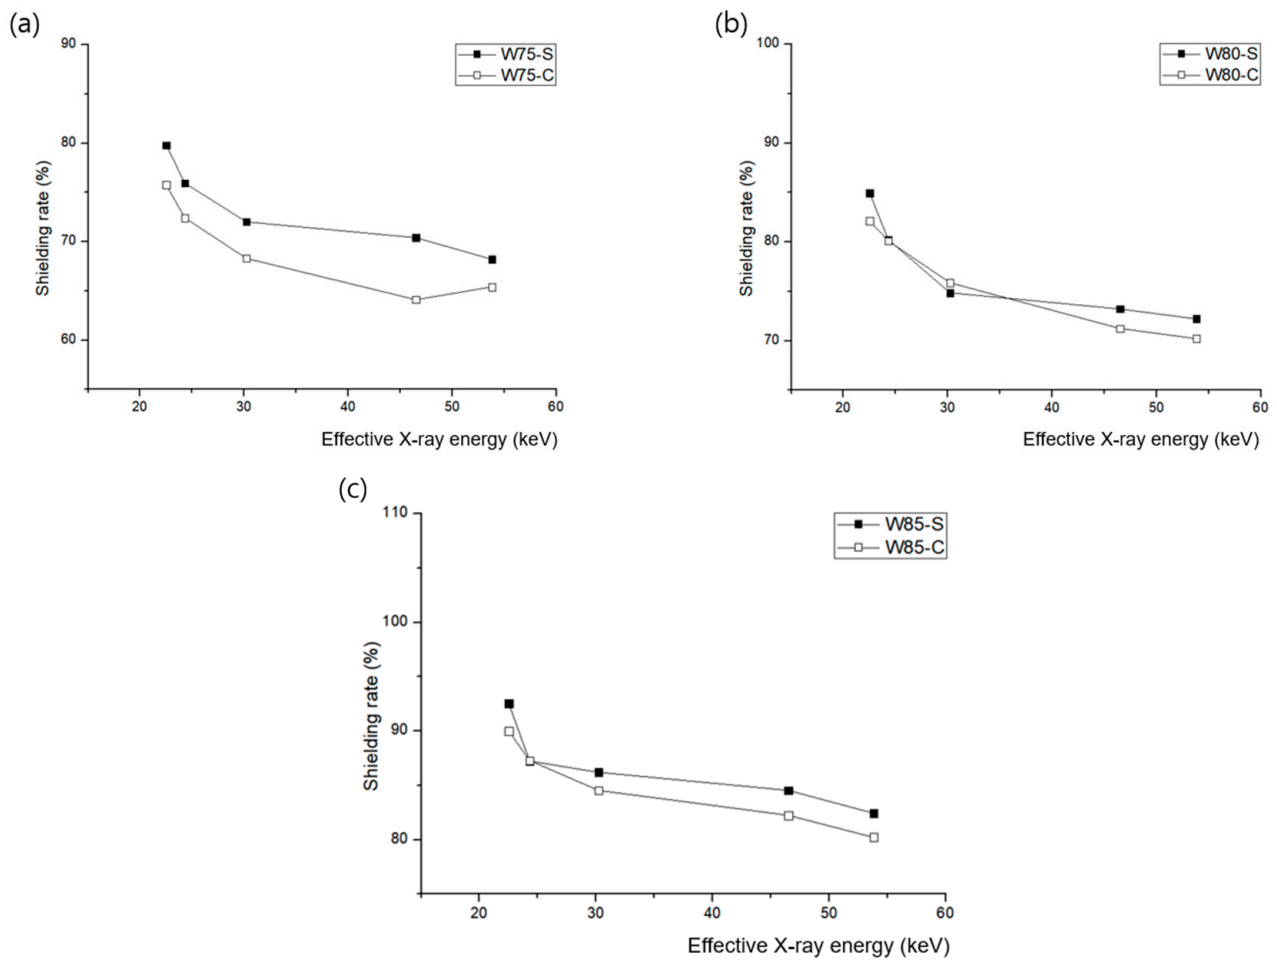 (a)
90
80
70
60
Shielding rate (%)
W75-S
W75-C
20 30 40 50 60
Effective X-ray energy (keV)
(b)
100
90
80
70
Shielding rate (%)
W80-S
W80-C
20 30 40 50 60
Effective X-ray energy (keV)
(c)
110
100
90
80
Shielding rate (%)
W85-S
W85-C
20 30 40 50 60
Effective X-ray energy (keV)